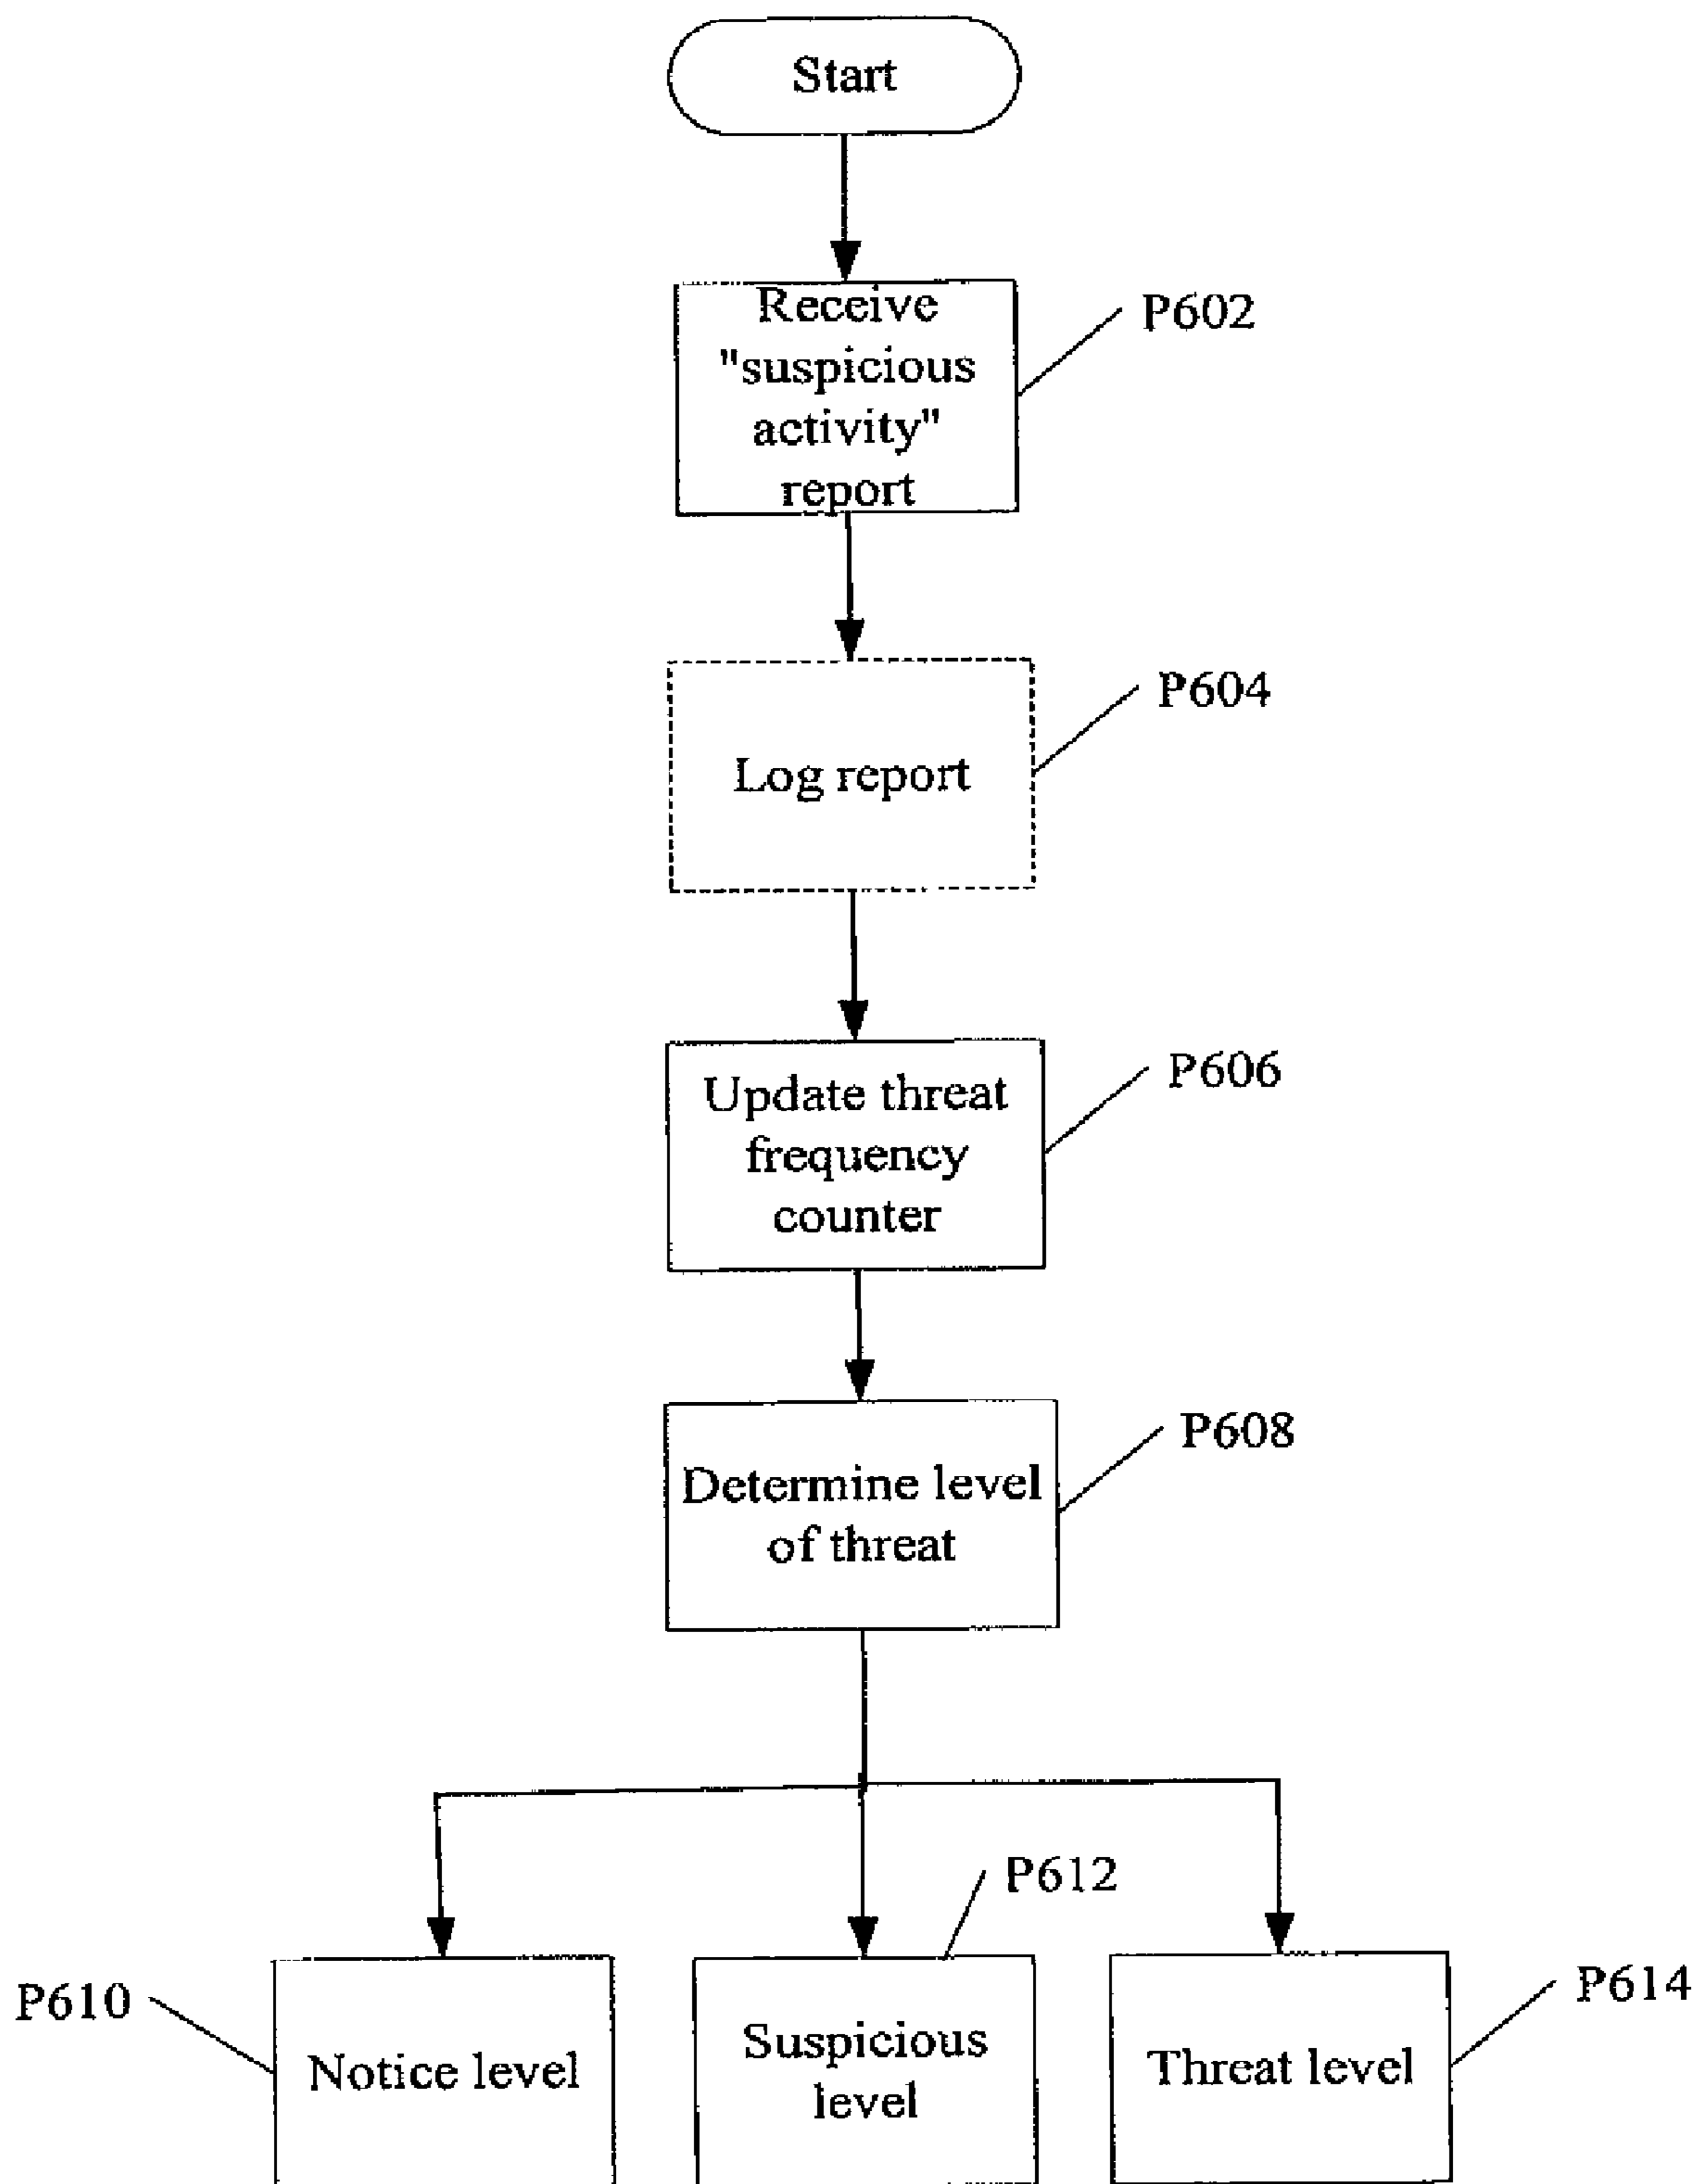 Start
Receive
"suspicious
activity"
report
P602
Log report
P604
Update threat
frequency
counter
P606
Determine level
of threat
P608
P610
Notice level
P612
Suspicious
level
Threat level
P614